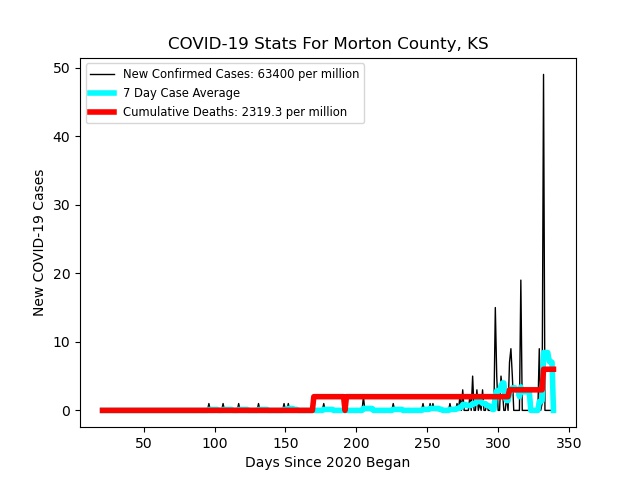 COVID-19 Stats For Morton County, KS
New Confirmed Cases: 63400 per million
7 Day Case Average
Cumulative Deaths: 2319.3 per million
New COVID-19 Cases
50
40
30
20
10
0
50 100 150 200 250 300 350
Days Since 2020 Began